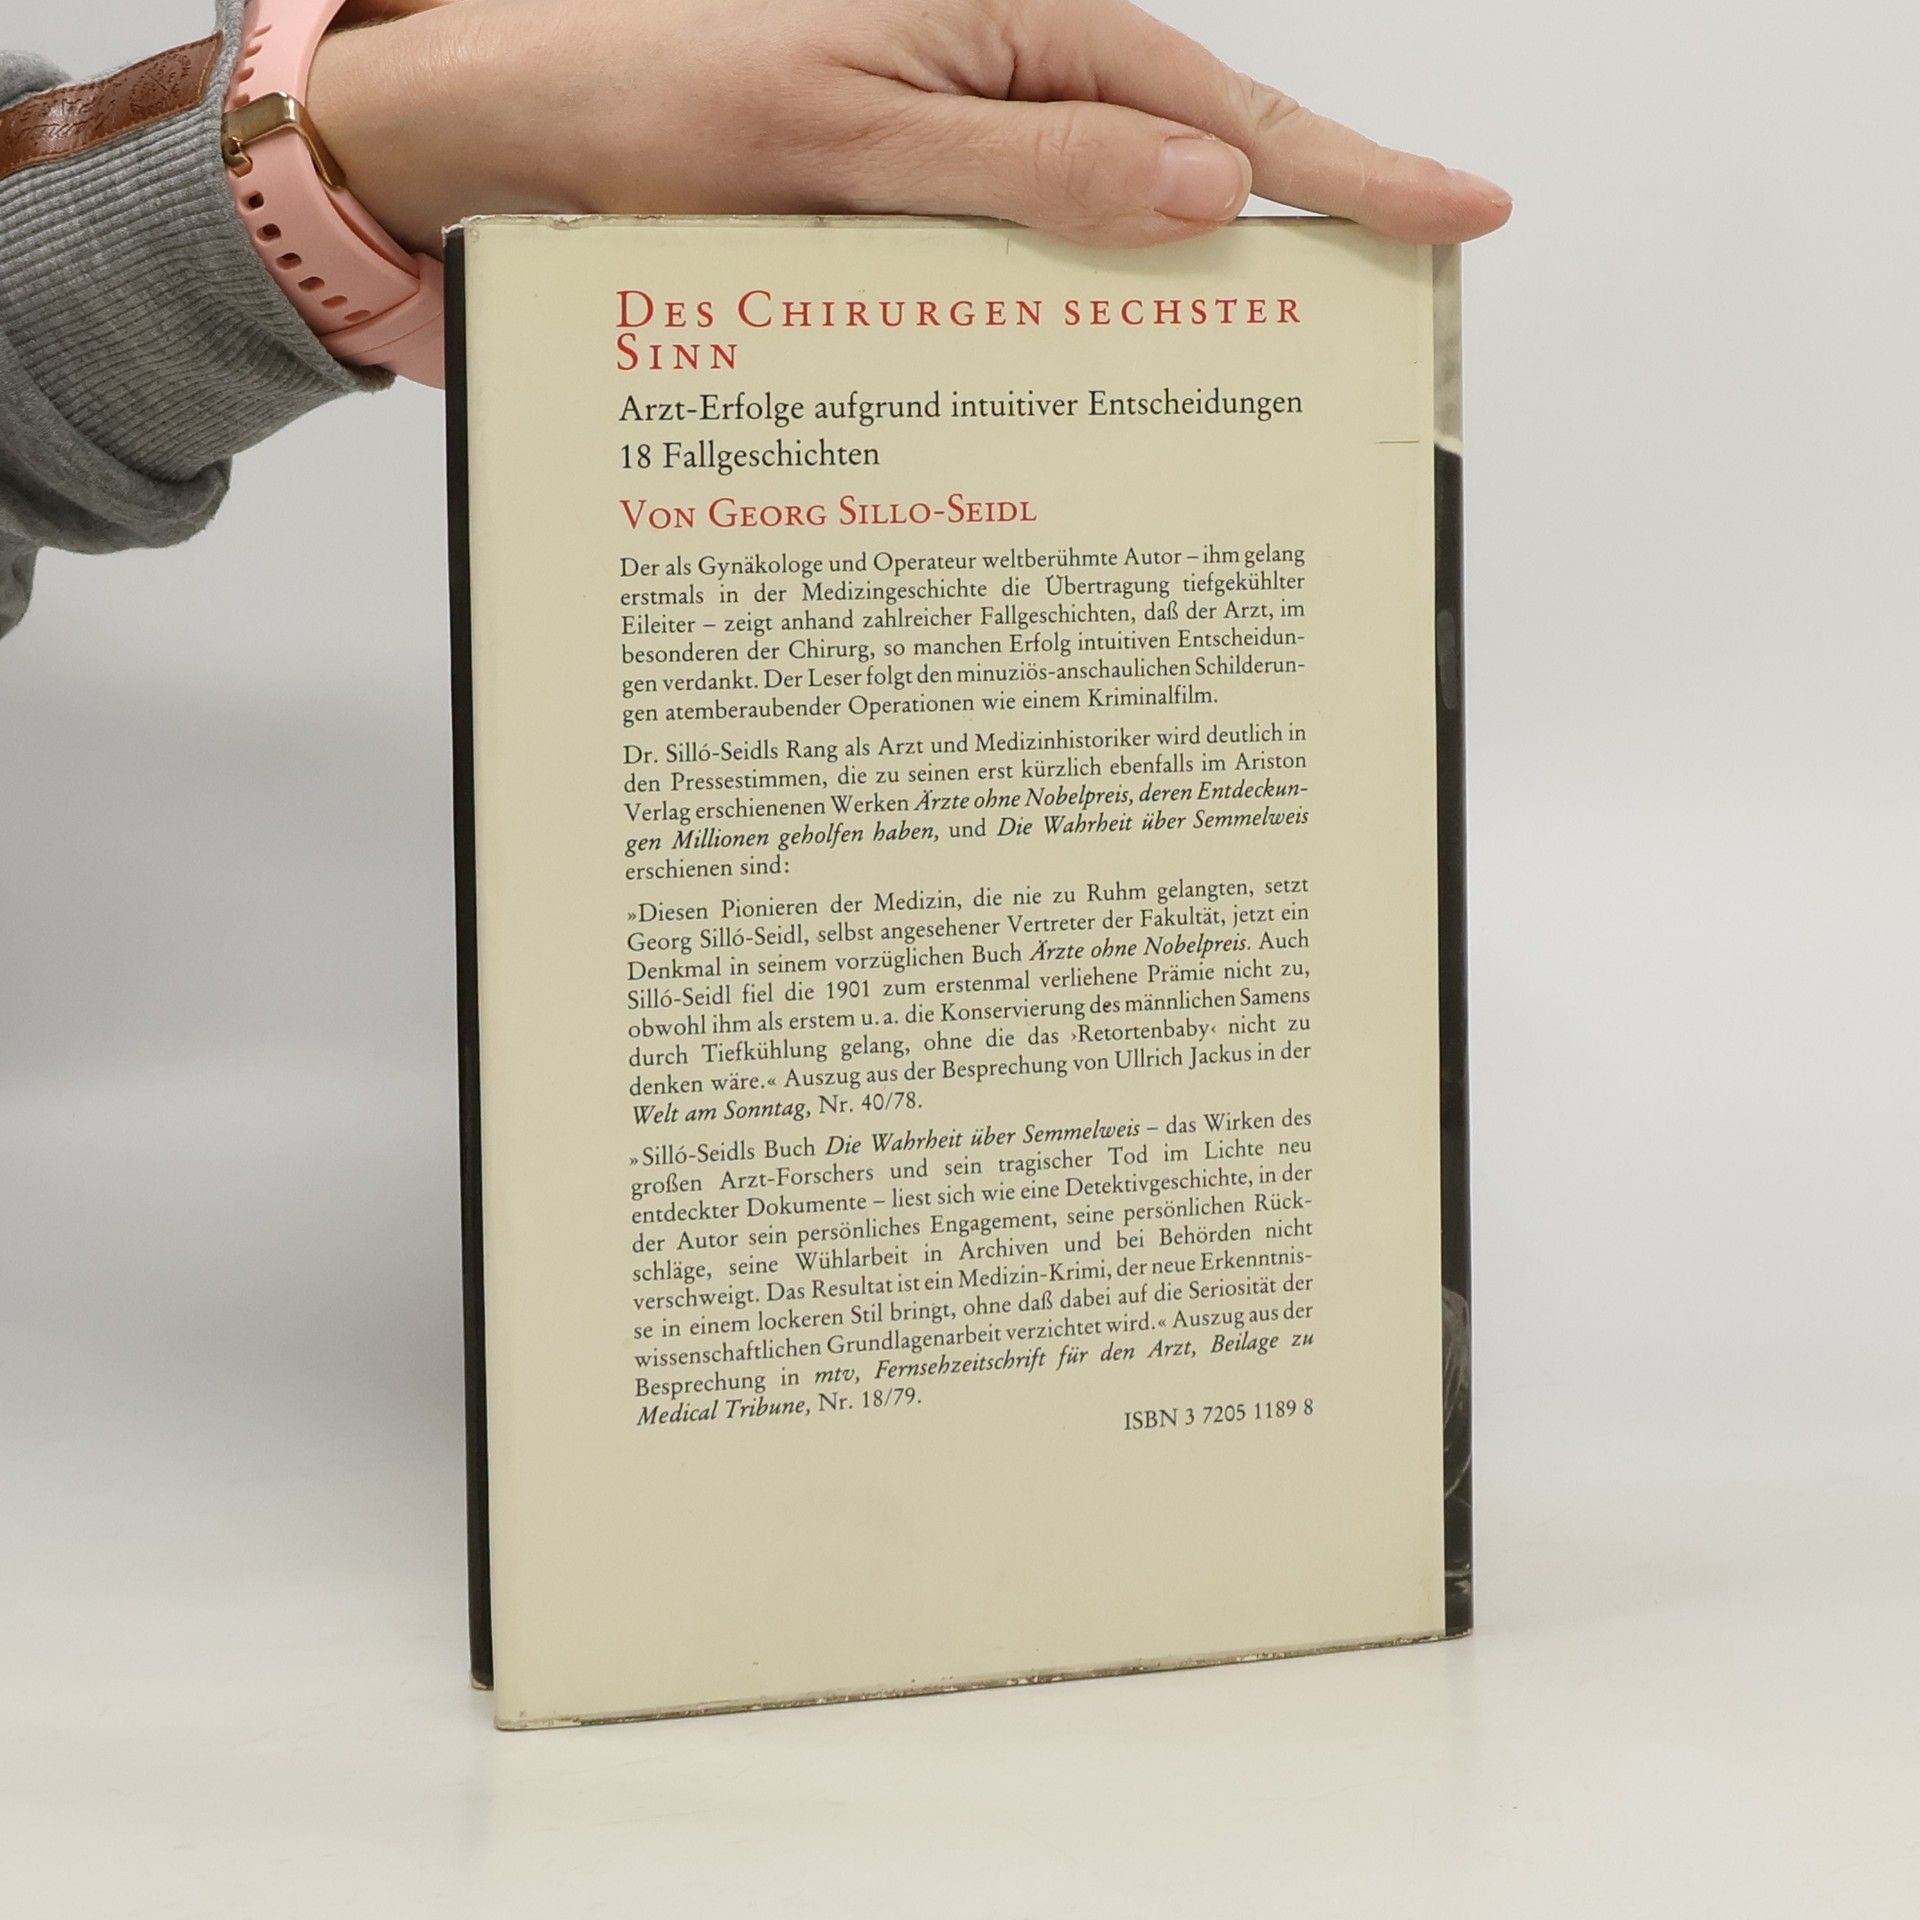 DES CHIRURGEN SECHSTER
SINN
Arzt-Erfolge aufgrund intuitiver Entscheidungen
18 Fallgeschichten
VON GEORG SILLO-SEIDL
Der als Gynäkologe und Operateur weltberühmte Autor – ihm gelang
erstmals in der Medizingeschichte die Übertragung tiefgekühlter
Eileiter – zeigt anhand zahlreicher Fallgeschichten, daß der Arzt, im
besonderen der Chirurg, so manchen Erfolg intuitiven Entscheidun-
gen verdankt. Der Leser folgt den minuziös-anschaulichen Schilderun-
gen atemberaubender Operationen wie einem Kriminalfilm.
Dr. Silló-Seidls Rang als Arzt und Medizinhistoriker wird deutlich in
den Pressestimmen, die zu seinen erst kürzlich ebenfalls im Ariston
Verlag erschienenen Werken Ärzte ohne Nobelpreis, deren Entdeckun-
gen Millionen geholfen haben, und Die Wahrheit über Semmelweis
erschienen sind:
»Diesen Pionieren der Medizin, die nie zu Ruhm gelangten, setzt
Georg Silló-Seidl, selbst angesehener Vertreter der Fakultät, jetzt ein
Denkmal in seinem vorzüglichen Buch Ärzte ohne Nobelpreis. Auch
Silló-Seidl fiel die 1901 zum erstenmal verliehene Prämie nicht zu,
obwohl ihm als erstem u. a. die Konservierung des männlichen Samens
durch Tiefkühlung gelang, ohne die das ›Retortenbaby‹ nicht zu
denken wäre.« Auszug aus der Besprechung von Ullrich Jackus in der
Welt am Sonntag, Nr. 40/78.
»Silló-Seidls Buch Die Wahrheit über Semmelweis – das Wirken des
großen Arzt-Forschers und sein tragischer Tod im Lichte neu
entdeckter Dokumente – liest sich wie eine Detektivgeschichte, in der
der Autor sein persönliches Engagement, seine persönlichen Rück-
schläge, seine Wühlarbeit in Archiven und bei Behörden nicht
verschweigt. Das Resultat ist ein Medizin-Krimi, der neue Erkenntnis-
se in einem lockeren Stil bringt, ohne daß dabei auf die Seriosität der
wissenschaftlichen Grundlagenarbeit verzichtet wird.« Auszug aus der
Besprechung in mtv, Fernsehzeitschrift für den Arzt, Beilage zu
Medical Tribune, Nr. 18/79.
ISBN 3 7205 1189 8